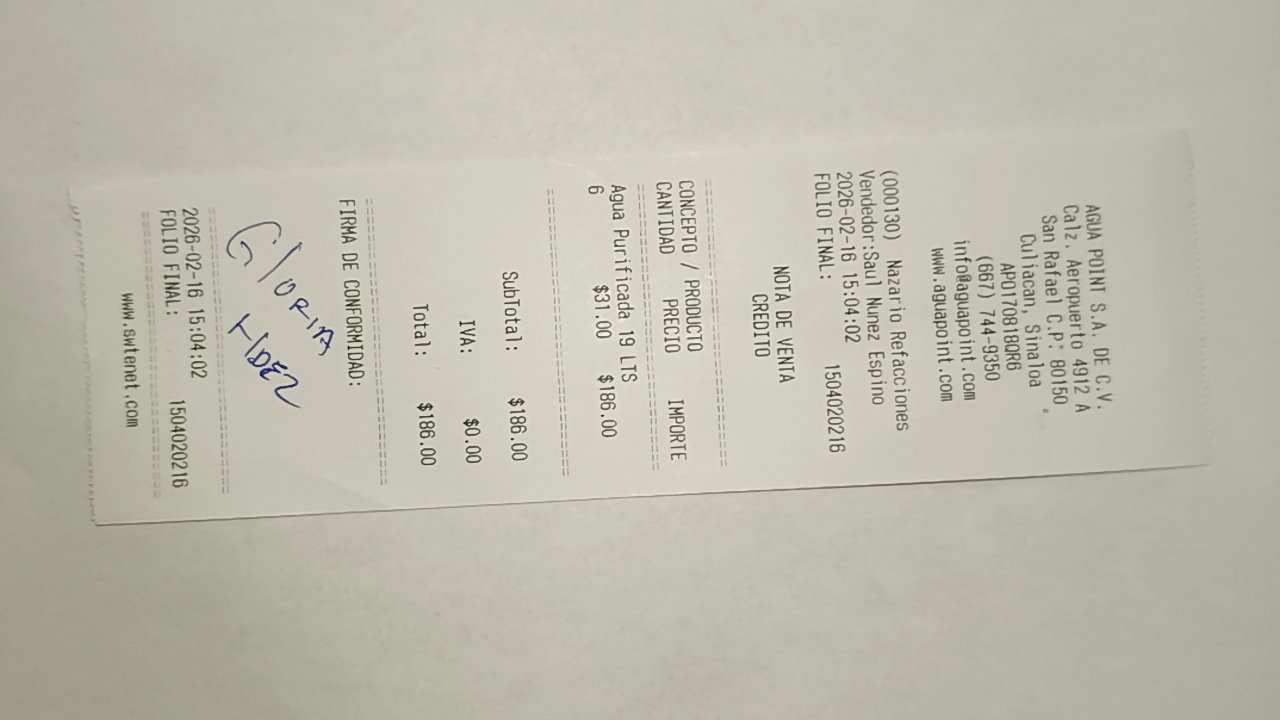 AGUA POINT S.A. DE C.V.
Calz. Aeropuerto 4912 A
San Rafael C.P: 80150
Culiacan, Sinaloa
APO170818QR6
(667) 744-9350
info@aguapoint.com
www.aguapoint.com
(000130) Nazario Refacciones
Vendedor:Saul Nunez Espino
2026-02-16 15:04:02
FOLIO FINAL: 1504020216
NOTA DE VENTA
CREDITO
CONCEPTO / PRODUCTO
CANTIDAD PRECIO IMPORTE
Agua Purificada 19 LTS
6 $31.00 $186.00
SubTotal: $186.00
IVA: $0.00
Total: $186.00
FIRMA DE CONFORMIDAD:
GlORIA
HDEZ
2026-02-16 15:04:02
FOLIO FINAL: 1504020216
www.swtenet.com